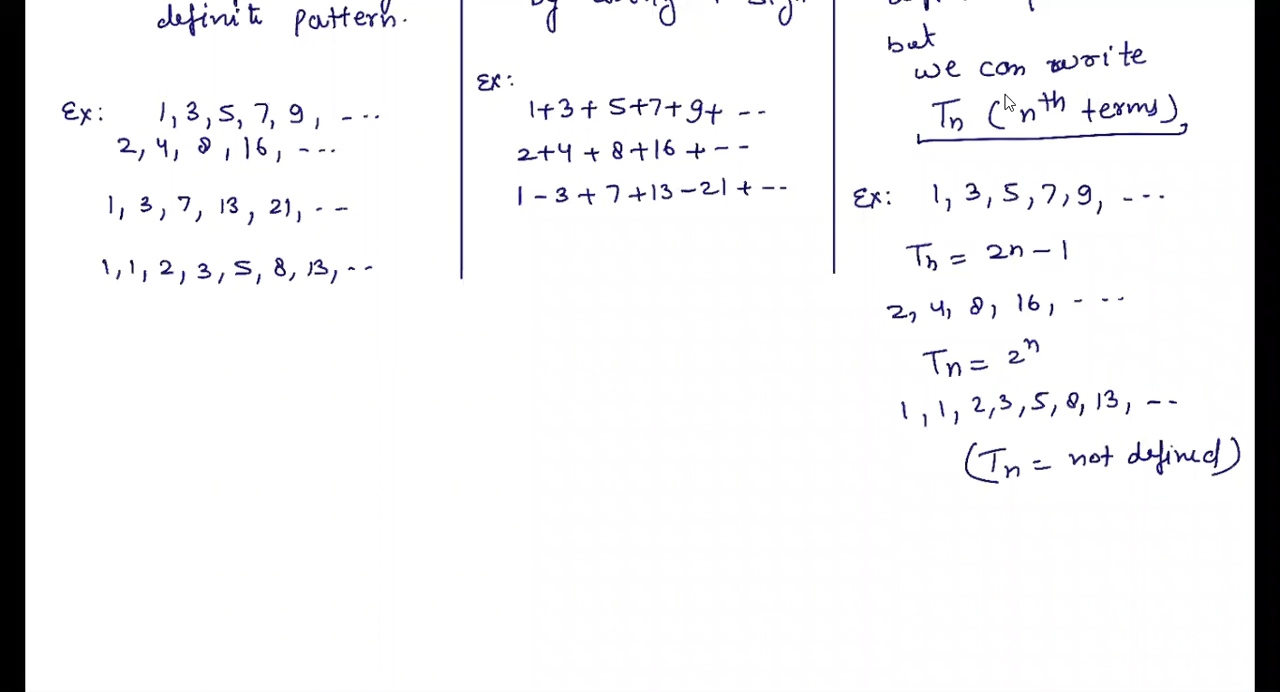 definite pattern.
Ex: 1, 3, 5, 7, 9, ---
2, 4, 8, 16, ---
1, 3, 7, 13, 21, ---
1, 1, 2, 3, 5, 8, 13, --
Ex:
1+3+5+7+9+ --
2+4+8+16+--
1-3+7+13-21+--
but
we can write
Tn (nth terms),
Ex: 1, 3, 5, 7, 9, ---
Tn = 2n-1
2, 4, 8, 16, ---
Tn = 2^n
1, 1, 2, 3, 5, 8, 13, --
(Tn = not defined)